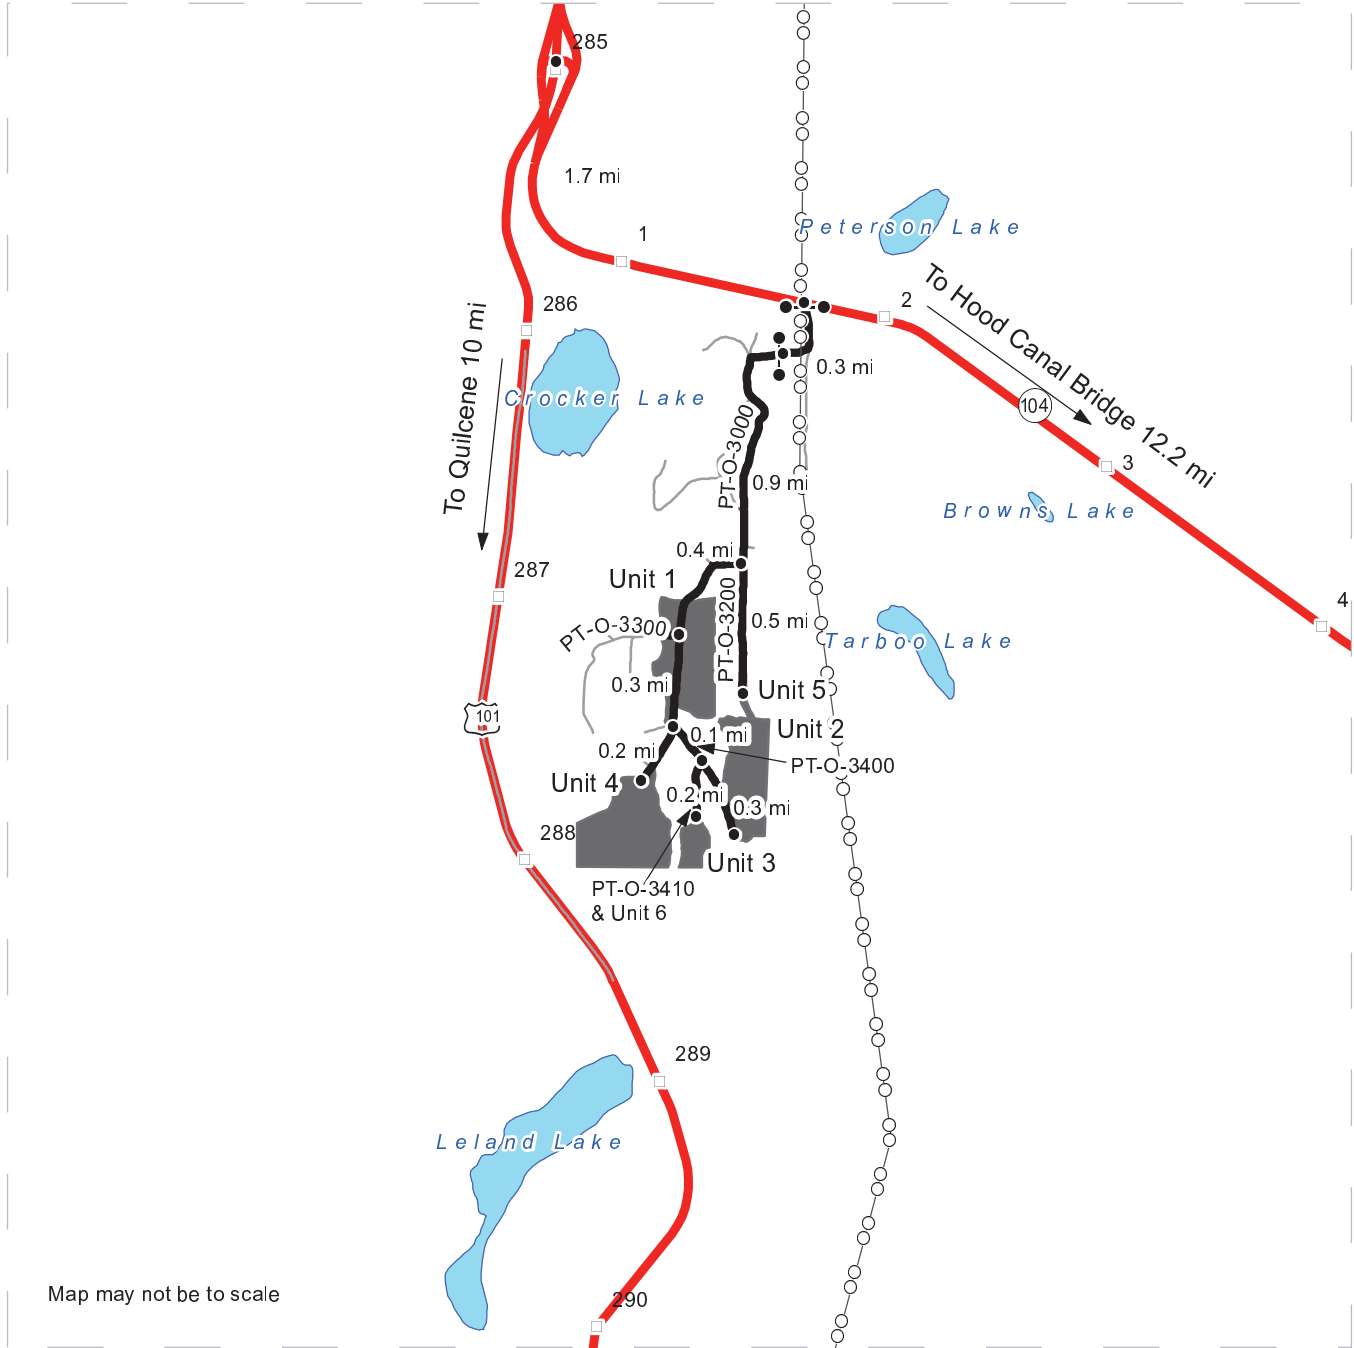 285
1.7 mi
1
Peterson Lake
To Hood Canal Bridge 12.2 mi
2
286
To Quilcene 10 mi
0.3 mi
Crocker Lake
104
PT-O-3000
3
0.9 mi
Browns Lake
0.4 mi
287
Unit 1
PT-O-3200
4
0.5 mi
PT-O-3300
Tarboo Lake
0.3 mi
Unit 5
101
Unit 2
0.1 mi
0.2 mi
PT-O-3400
Unit 4
0.2 mi
0.3 mi
288
Unit 3
PT-O-3410
& Unit 6
289
Leland Lake
Map may not be to scale
290